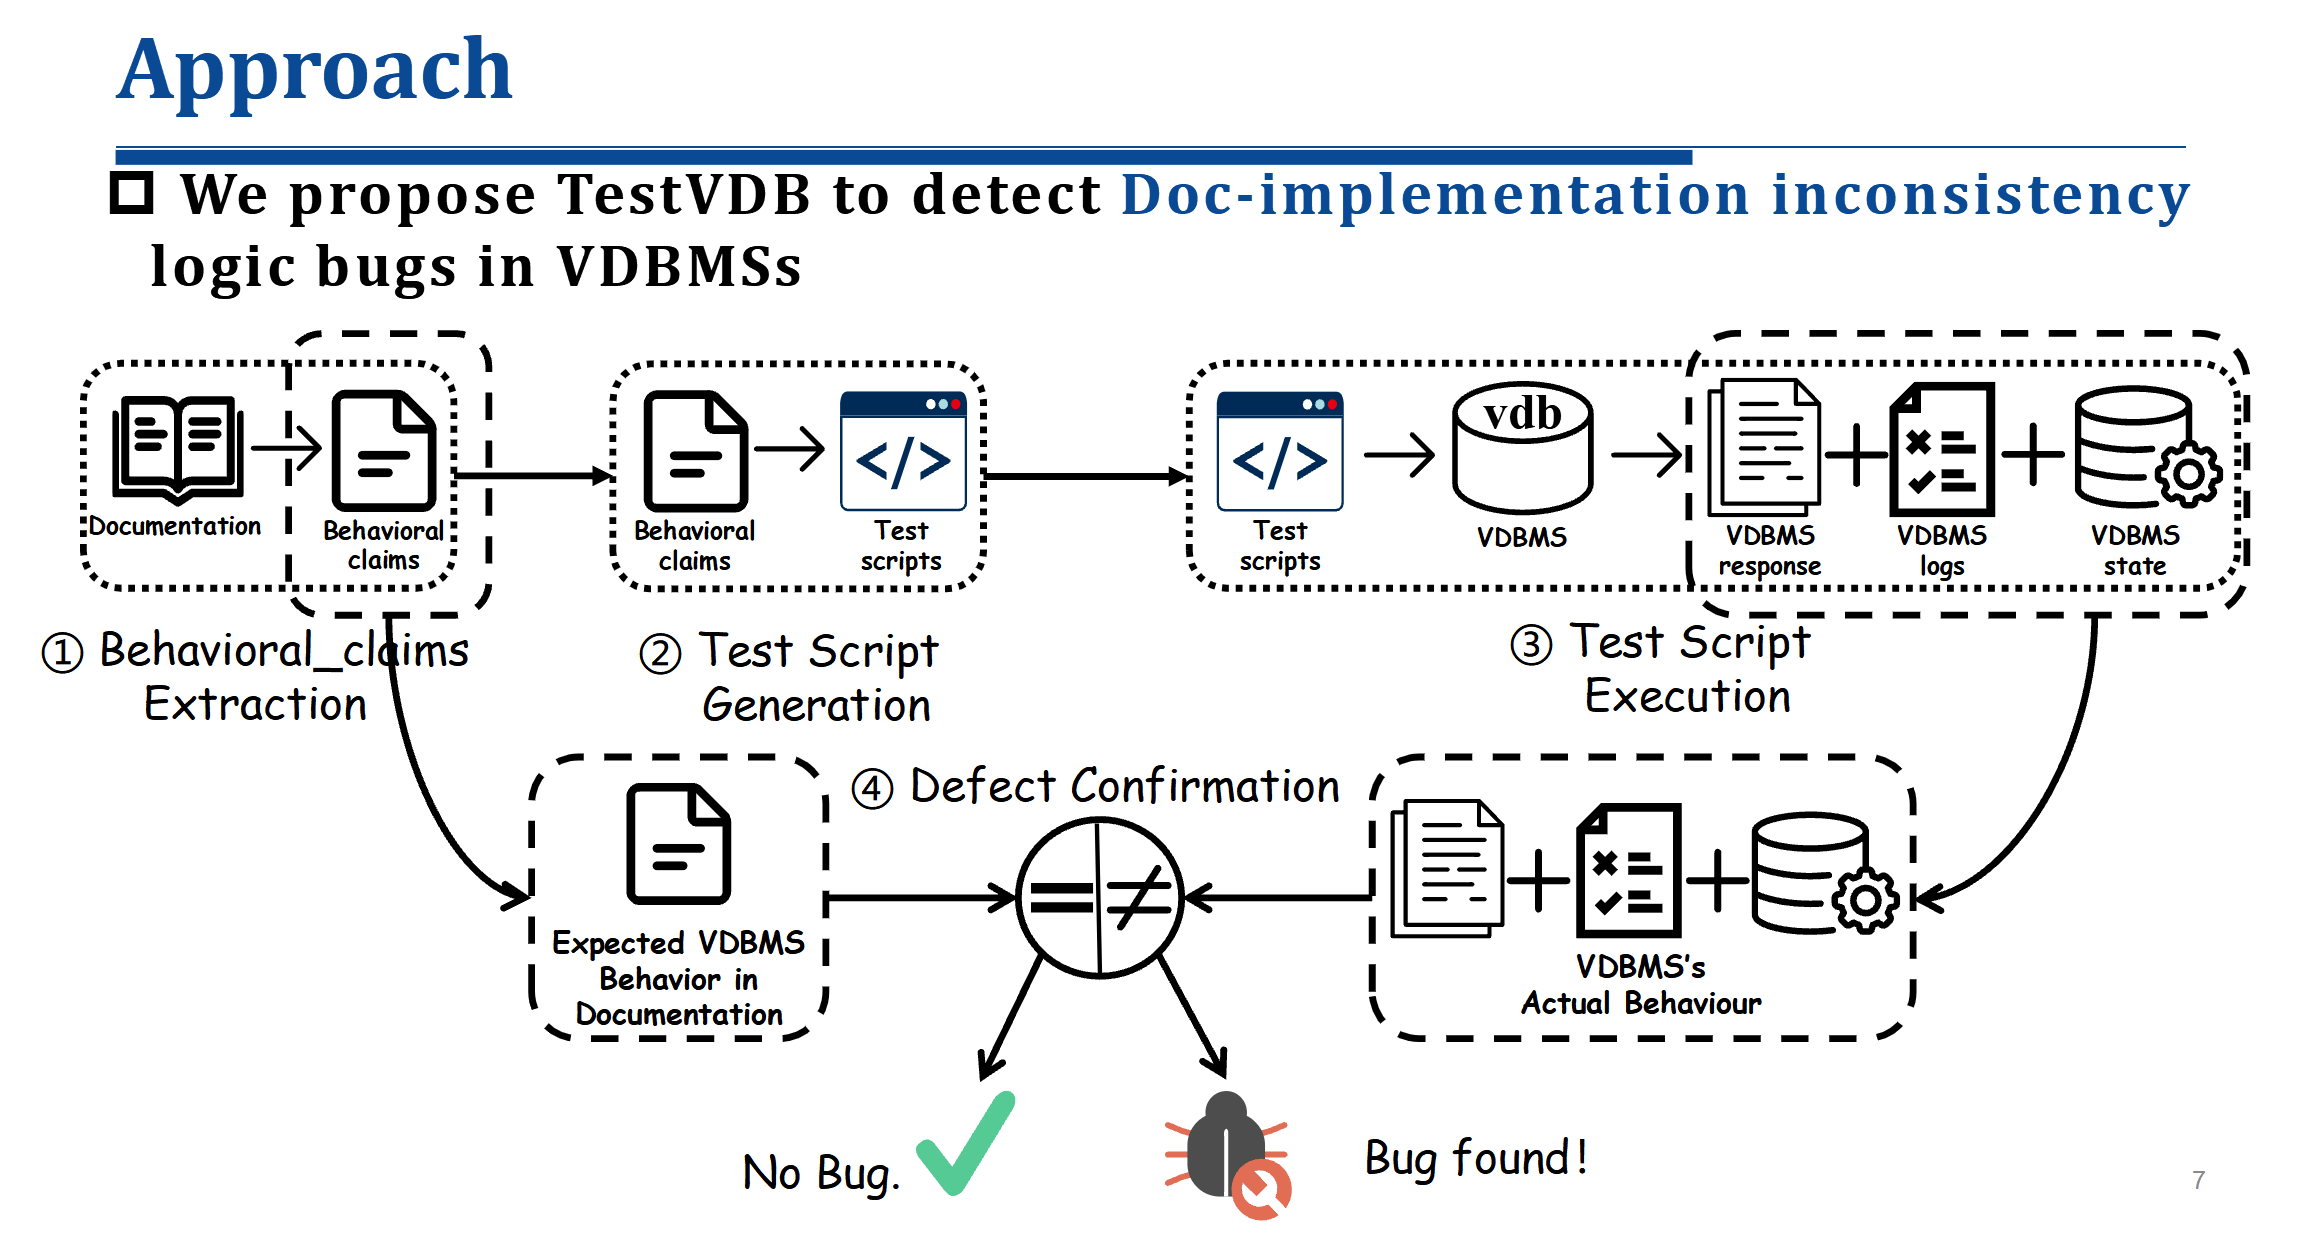 Approach
We propose TestVDB to detect Doc-implementation inconsistency
logic bugs in VDBMSs
Documentation
Behavioral
claims
Behavioral
claims
</>
Test
scripts
</>
Test
scripts
vdb
VDBMS
VDBMS
response
VDBMS
logs
VDBMS
state
① Behavioral_claims
Extraction
② Test Script
Generation
③ Test Script
Execution
④ Defect Confirmation
Expected VDBMS
Behavior in
Documentation
= ≠
VDBMS's
Actual Behaviour
No Bug.
Bug found!
7